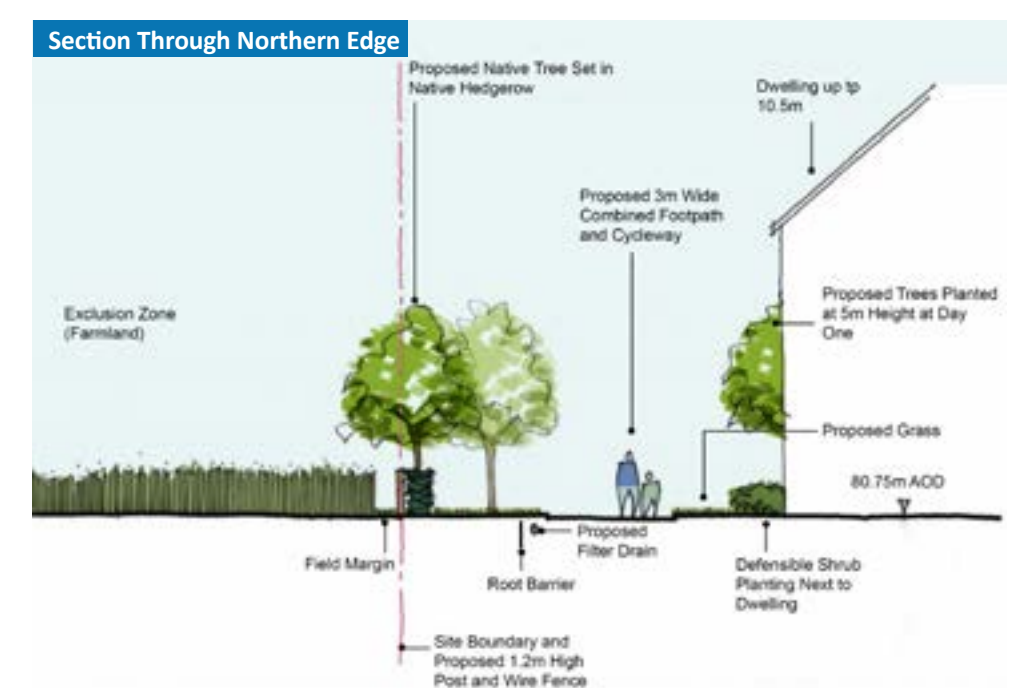 Section Through Northern Edge
Proposed Native Tree Set in
Native Hedgerow
Dwelling up tp
10.5m
Proposed 3m Wide
Combined Footpath
and Cycleway
Exclusion Zone
(Farmland)
Proposed Trees Planted
at 5m Height at Day
One
Proposed Grass
80.75m AOD
Field Margin
Proposed
Filter Drain
Root Barrier
Defensible Shrub
Planting Next to
Dwelling
Site Boundary and
Proposed 1.2m High
Post and Wire Fence